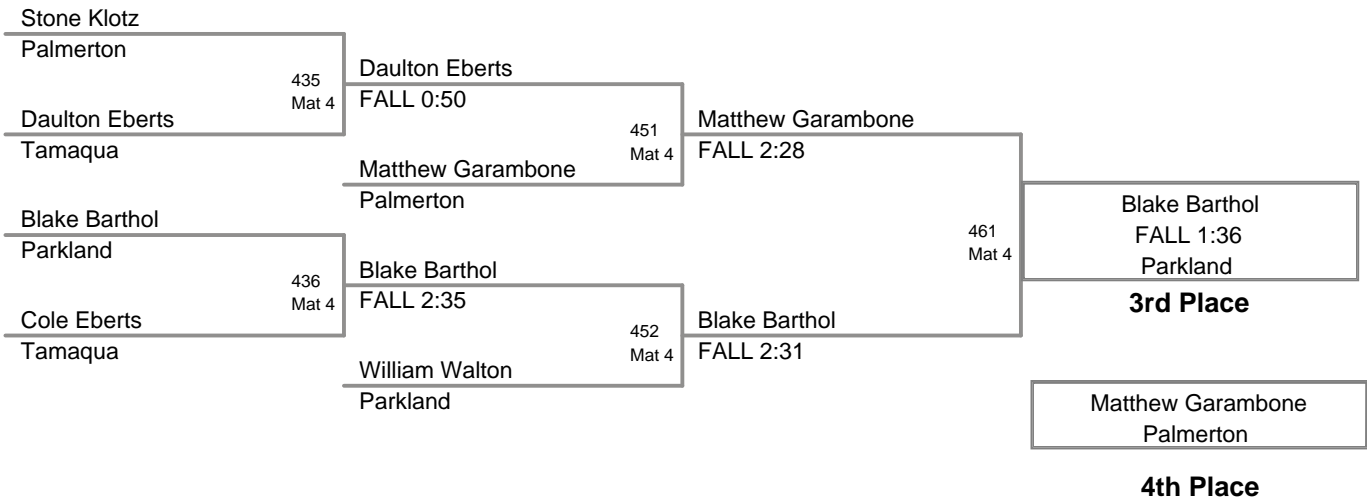 Stone Klotz
Palmerton
435
Mat 4
Daulton Eberts
Tamaqua
Daulton Eberts
FALL 0:50
451
Mat 4
Matthew Garambone
Palmerton
Matthew Garambone
FALL 2:28
Blake Barthol
Parkland
436
Mat 4
Cole Eberts
Tamaqua
Blake Barthol
FALL 2:35
452
Mat 4
William Walton
Parkland
Blake Barthol
FALL 2:31
461
Mat 4
Blake Barthol
FALL 1:36
Parkland
3rd Place
Matthew Garambone
Palmerton
4th Place